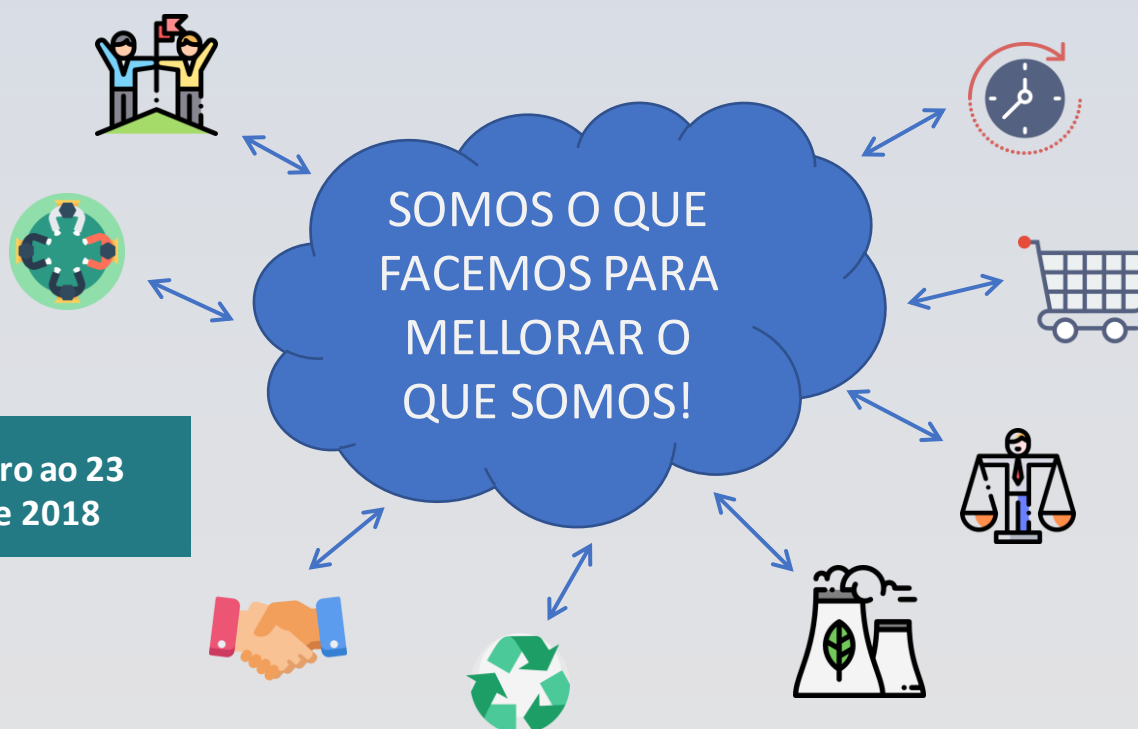 SOMOS O QUE
FACEMOS PARA
MELLORAR O
QUE SOMOS!
ro ao 23
e 2018